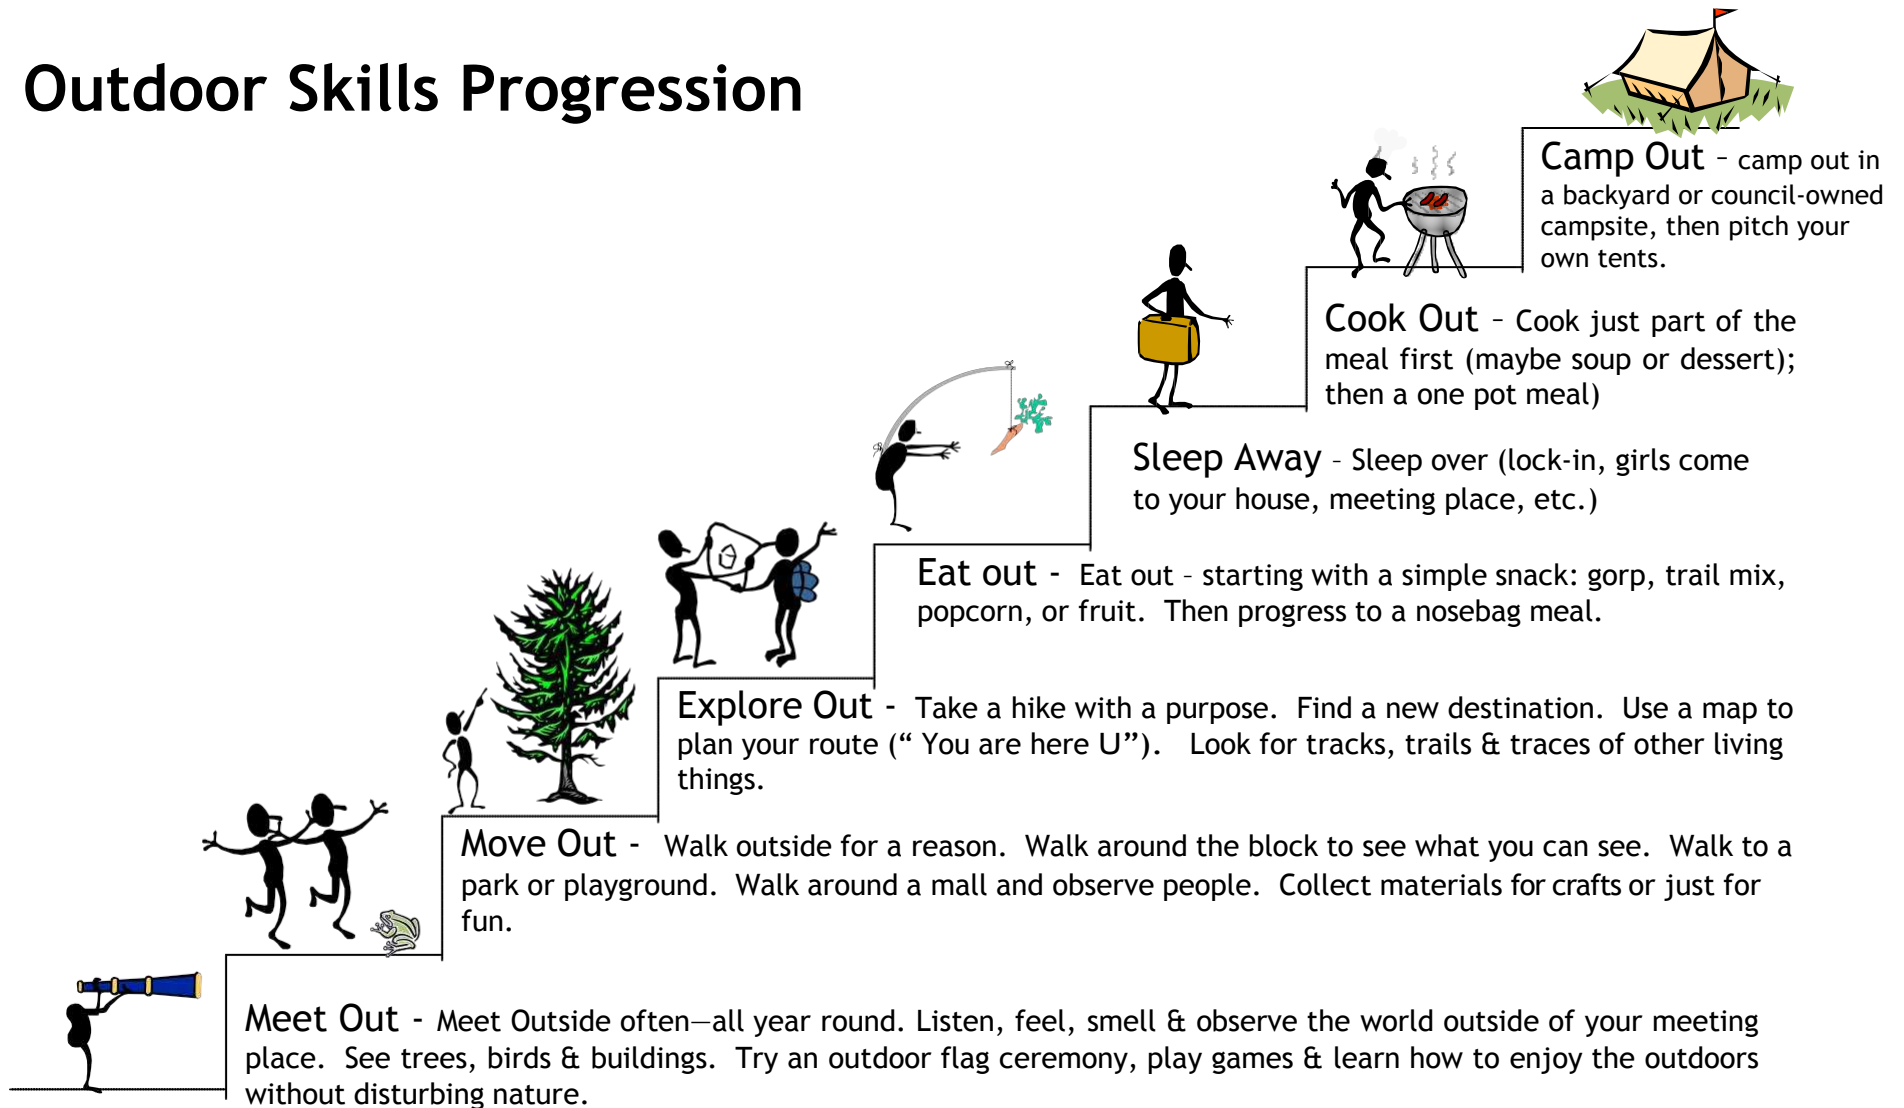 Outdoor Skills Progression
Camp Out – camp out in
a backyard or council-owned
campsite, then pitch your
own tents.
Cook Out – Cook just part of the
meal first (maybe soup or dessert);
then a one pot meal)
Sleep Away – Sleep over (lock-in, girls come
to your house, meeting place, etc.)
Eat out - Eat out – starting with a simple snack: gorp, trail mix,
popcorn, or fruit. Then progress to a nosebag meal.
Explore Out - Take a hike with a purpose. Find a new destination. Use a map to
plan your route (“ You are here U”). Look for tracks, trails & traces of other living
things.
Move Out - Walk outside for a reason. Walk around the block to see what you can see. Walk to a
park or playground. Walk around a mall and observe people. Collect materials for crafts or just for
fun.
Meet Out - Meet Outside often—all year round. Listen, feel, smell & observe the world outside of your meeting
place. See trees, birds & buildings. Try an outdoor flag ceremony, play games & learn how to enjoy the outdoors
without disturbing nature.